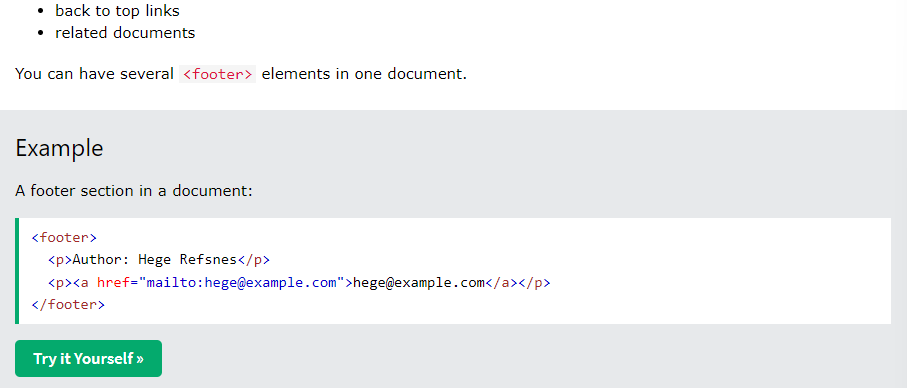 back to top links
related documents
You can have several <footer> elements in one document.
Example
A footer section in a document:
<footer>
<p>Author: Hege Refsnes</p>
<p><a href="mailto:hege@example.com">hege@example.com</a></p>
</footer>
Try it Yourself »